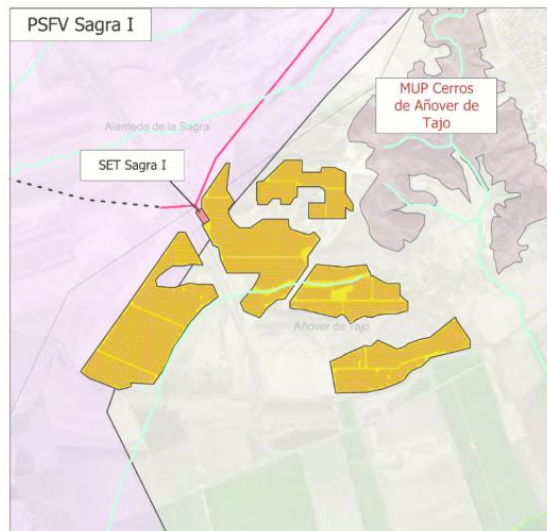 PSFV Sagra I
MUP Cerros
de Añover de
Tajo
Alameda de la Sagra
SET Sagra I
Añover de Tajo